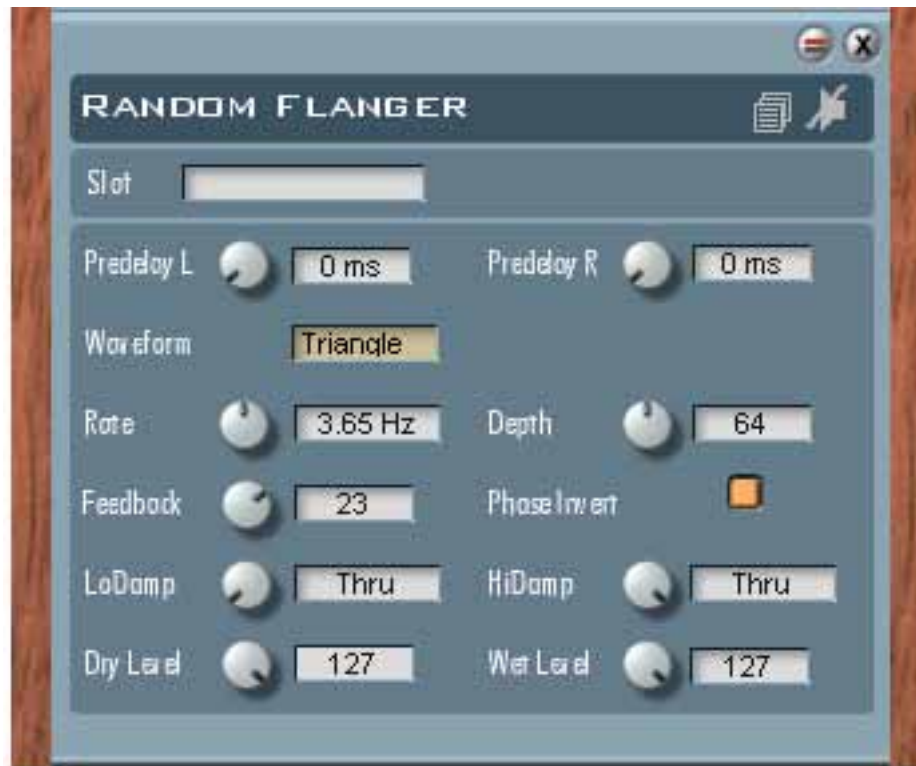 RANDOM FLANGER
Slot
Predelay L 0 ms Predelay R 0 ms
Waveform Triangle
Rate 3.65 Hz Depth 64
Feedback 23 Phase Invert
LoDamp Thru HiDamp Thru
Dry Level 127 Wet Level 127